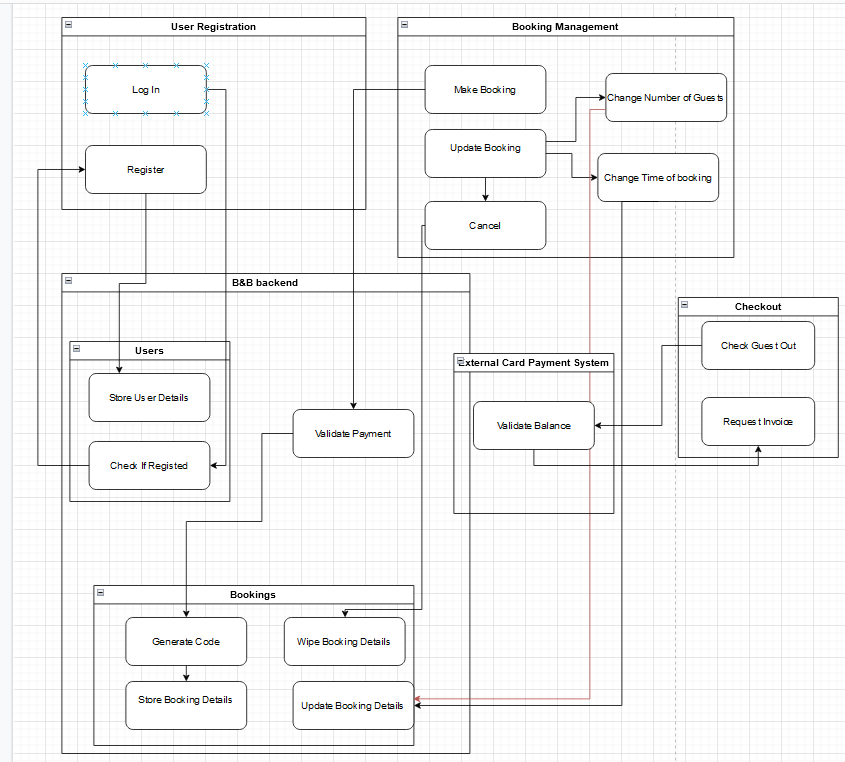 User Registration
Booking Management
Log In
Make Booking
Change Number of Guests
Update Booking
Register
Change Time of booking
Cancel
B&B backend
Checkout
Users
Check Guest Out
External Card Payment System
Store User Details
Validate Payment
Validate Balance
Request Invoice
Check If Registed
Bookings
Generate Code
Wipe Booking Details
Store Booking Details
Update Booking Details